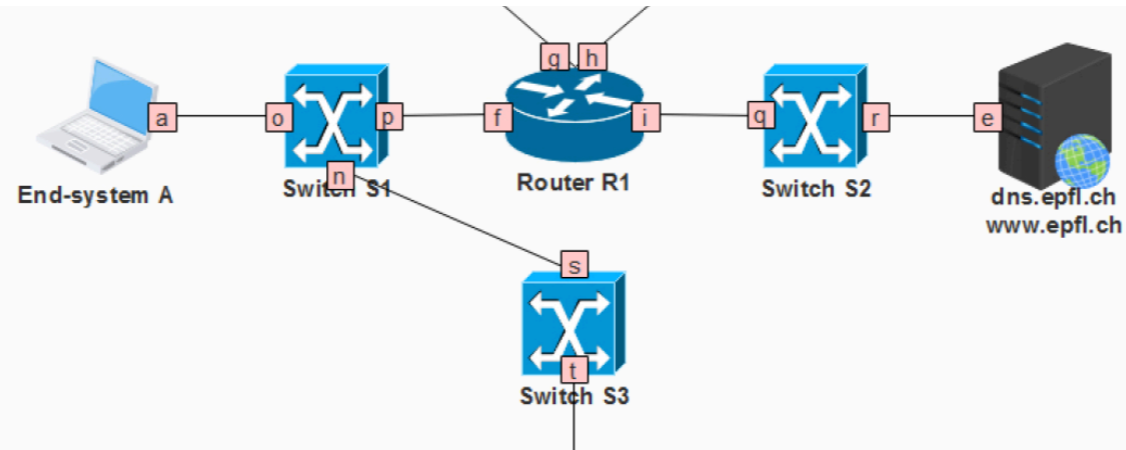 g h
a o p f i q r e
n
End-system A Switch S1 Router R1 Switch S2 dns.epfl.ch
www.epfl.ch
s
t
Switch S3